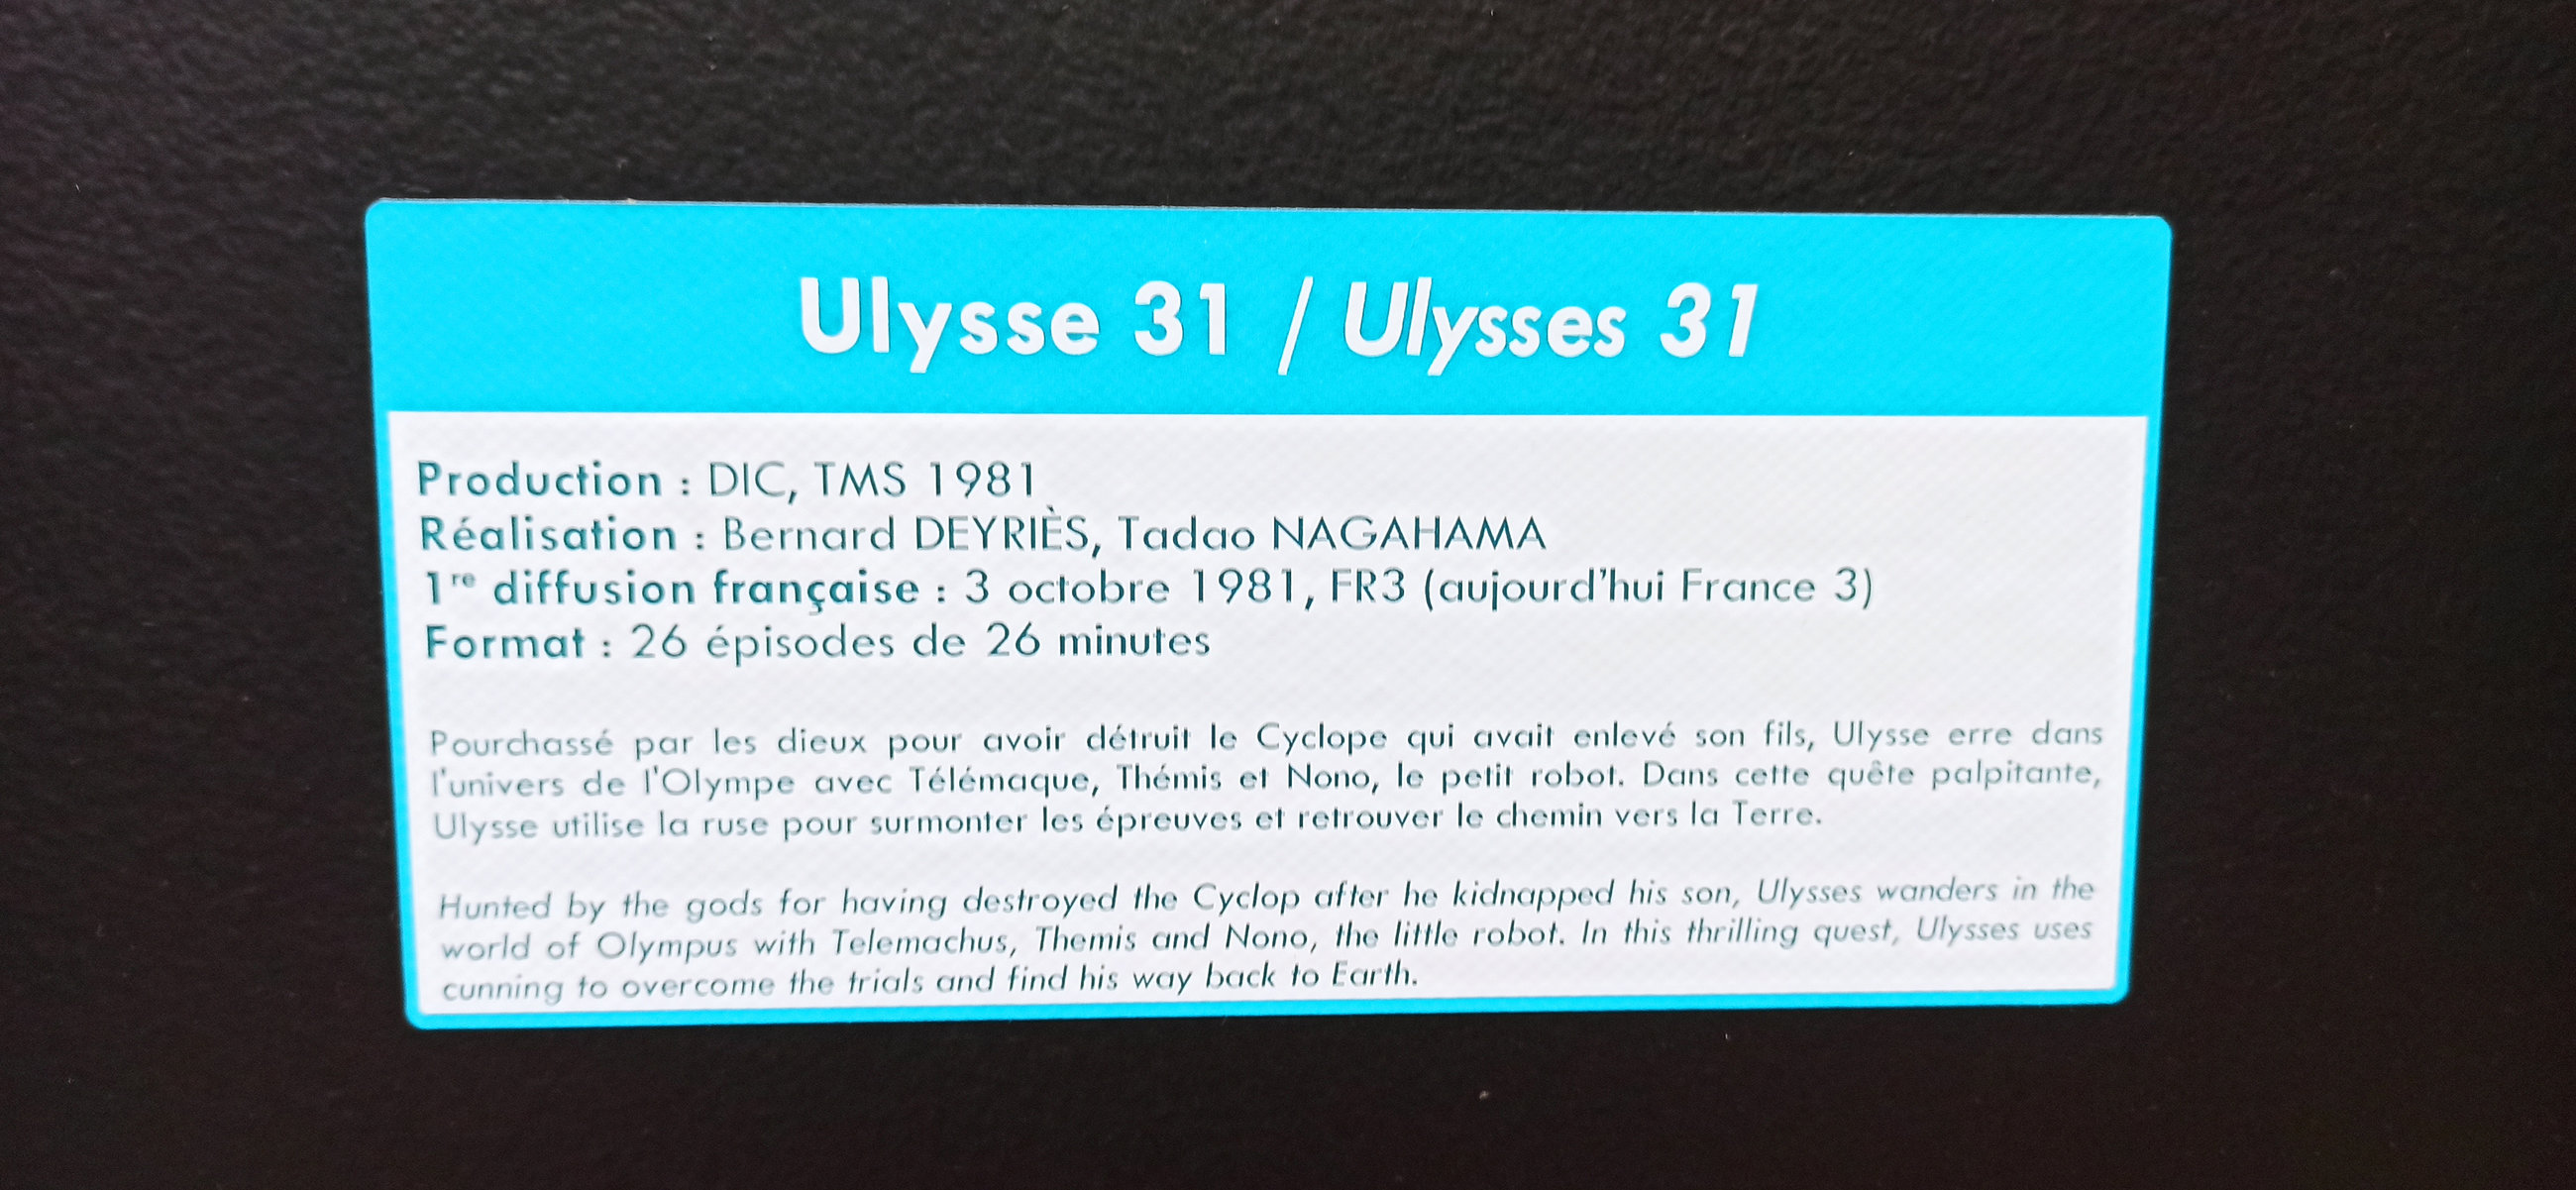 Ulysse 31 / Ulysses 31
Production : DIC, TMS 1981
Réalisation : Bernard DEYRIÈS, Tadao NAGAHAMA
1re diffusion française : 3 octobre 1981, FR3 (aujourd'hui France 3)
Format : 26 épisodes de 26 minutes
Pourchassé par les dieux pour avoir détruit le Cyclope qui avait enlevé son fils, Ulysse erre dans
l'univers de l'Olympe avec Télémaque, Thémis et Nono, le petit robot. Dans cette quête palpitante,
Ulysse utilise la ruse pour surmonter les épreuves et retrouver le chemin vers la Terre.
Hunted by the gods for having destroyed the Cyclop after he kidnapped his son, Ulysses wanders in the
world of Olympus with Telemachus, Themis and Nono, the little robot. In this thrilling quest, Ulysses uses
cunning to overcome the trials and find his way back to Earth.